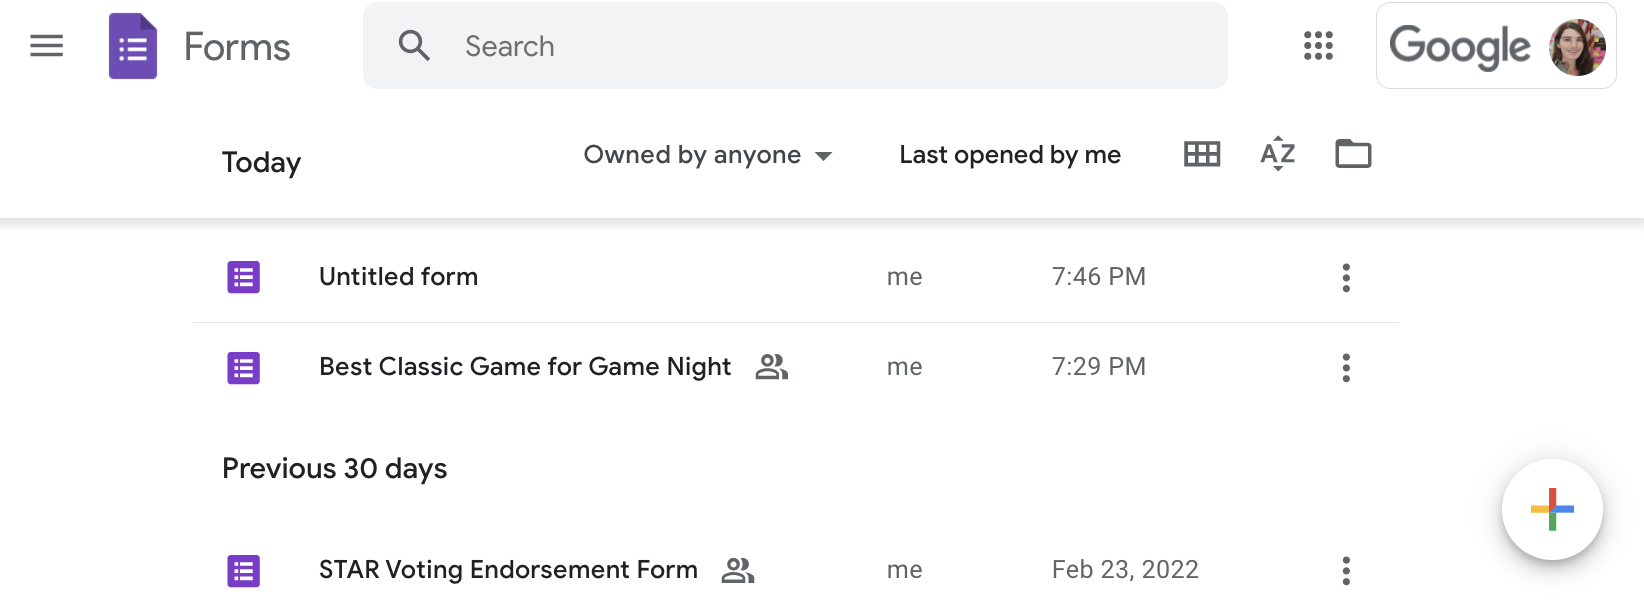 Forms
Search
Google
Today
Owned by anyone
Last opened by me
AZ
Untitled form me 7:46 PM
Best Classic Game for Game Night me 7:29 PM
Previous 30 days
STAR Voting Endorsement Form me Feb 23, 2022